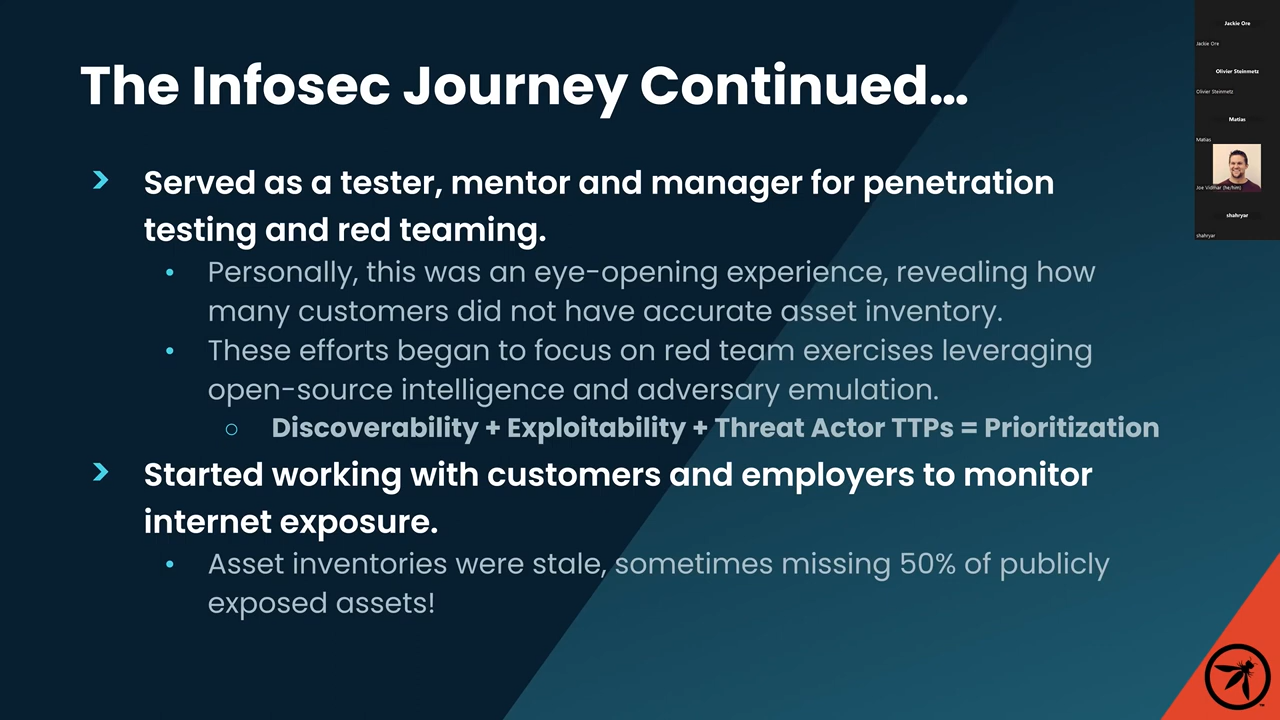 The Infosec Journey Continued...
Served as a tester, mentor and manager for penetration
testing and red teaming.
Personally, this was an eye-opening experience, revealing how
many customers did not have accurate asset inventory.
These efforts began to focus on red team exercises leveraging
open-source intelligence and adversary emulation.
Discoverability + Exploitability + Threat Actor TTPs = Prioritization
Started working with customers and employers to monitor
internet exposure.
Asset inventories were stale, sometimes missing 50% of publicly
exposed assets!
Jackie Ore
Jackie Ore
Olivier Steinmetz
Olivier Steinmetz
Matias
Matias
Joe Vidmar (he/him)
shahryar
shahryar